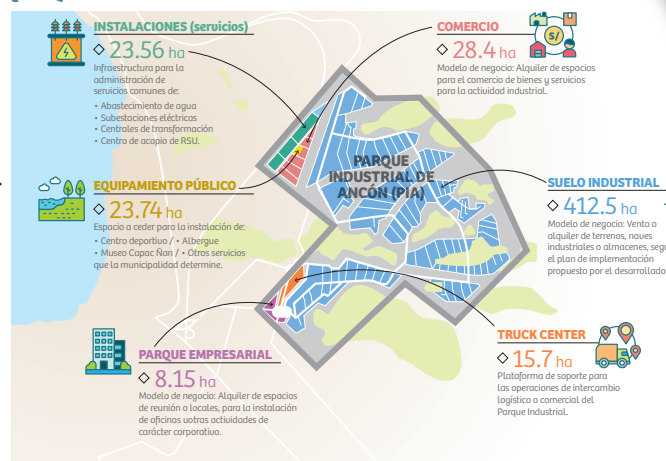 INSTALACIONES (servicios)
23.56 ha
Infraestructura para la
administración de
servicios comunes de:
• Abastecimiento de agua
• Subestaciones eléctricas
• Centrales de transformación
• Centro de acopio de RSU.
COMERCIO
28.4 ha
Modelo de negocio: Alquiler de espacios
para el comercio de bienes y servicios
para la actividad industrial.
S/
PARQUE
INDUSTRIAL DE
ANCÓN (PIA)
EQUIPAMIENTO PÚBLICO
23.74 ha
Espacio a ceder para la instalación de:
• Centro deportivo / • Albergue
• Museo Capac Ñan / • Otros servicios
que la municipalidad determine.
SUELO INDUSTRIAL
412.5 ha
Modelo de negocio: Venta o
alquiler de terrenos, naves
industriales o almacenes, segú
el plan de implementación
propuesto por el desarrollado
PARQUE EMPRESARIAL
8.15 ha
Modelo de negocio: Alquiler de espacios
de reunión o locales, para la instalación
de oficinas uotras actividades de
carácter corporativo.
TRUCK CENTER
15.7 ha
Plataforma de soporte para
las operaciones de intercambio
logístico o comercial del
Parque Industrial.